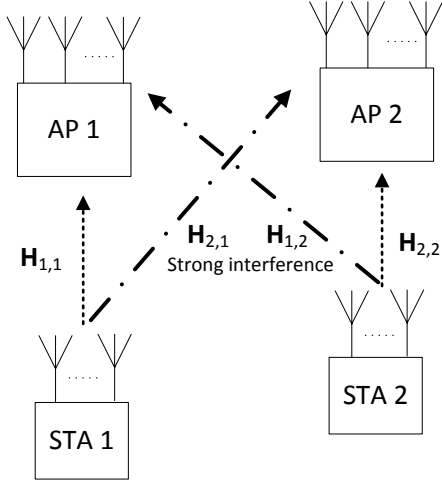 AP 1
AP 2
H1,1
H2,1
H1,2
H2,2
Strong interference
STA 1
STA 2